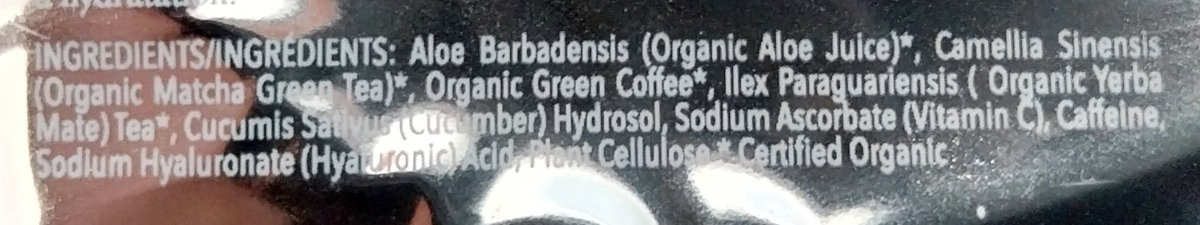 INGREDIENTS/INGRÉDIENTS: Aloe Barbadensis (Organic Aloe Juice)*, Camellia Sinensis
(Organic Matcha Green Tea)*, Organic Green Coffee*, Ilex Paraguariensis ( Organic Yerba
Mate) Tea*, Cucumis Sativus (Cucumber) Hydrosol, Sodium Ascorbate (Vitamin C), Caffeine,
Sodium Hyaluronate (Hyaluronic) Acid, Plant Cellulose * Certified Organic